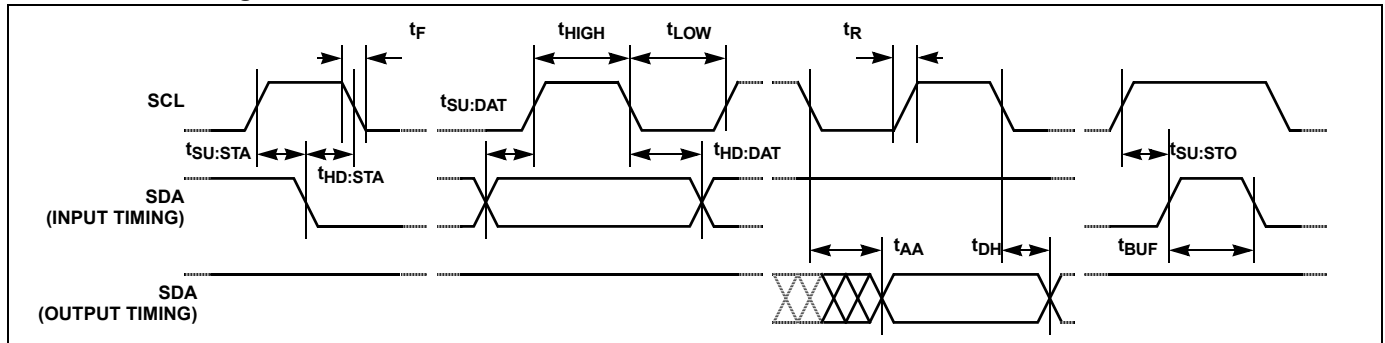 tF
tHIGH
tLOW
tR
SCL
tSU:DAT
tSU:STA
tHD:STA
tHD:DAT
tSU:STO
SDA
(INPUT TIMING)
tAA
tDH
tBUF
SDA
(OUTPUT TIMING)